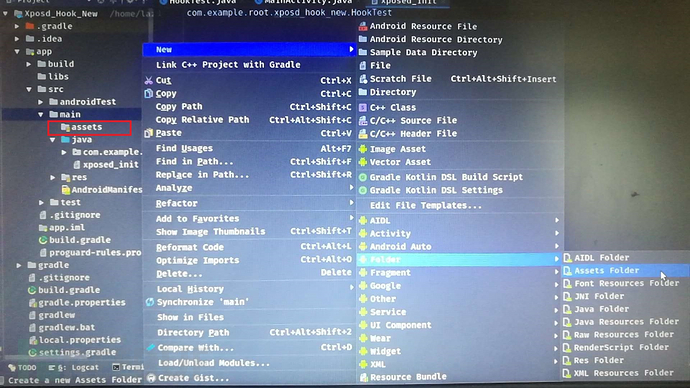 Project
HookTest.java
MainActivity.java
xposed_init
Xposd_Hook_New
com.example.root.xposd_hook_new.HookTest
.gradle
.idea
app
build
libs
src
androidTest
main
assets
java
com.example.
xposed_init
res
AndroidManifes
test
.gitignore
app.iml
build.gradle
proguard-rules.pro
gradle
.gitignore
build.gradle
gradle.properties
gradlew
gradlew.bat
local.properties
settings.gradle
TODO
6: Logcat
Termi
Create a new Assets Folder
New
Link C++ Project with Gradle
Cut Ctrl+X
Copy Ctrl+C
Copy Path Ctrl+Shift+C
Copy Relative Path Ctrl+Alt+Shift+C
Paste Ctrl+V
Find Usages Alt+F7
Find in Path... Ctrl+Shift+F
Replace in Path... Ctrl+Shift+R
Analyze
Refactor
Add to Favorites
Show Image Thumbnails Ctrl+Shift+T
Reformat Code Ctrl+Alt+L
Optimize Imports Ctrl+Alt+O
Delete... Delete
Local History
Synchronize 'main'
Show in Files
Directory Path Ctrl+Alt+Shift+2
Compare With... Ctrl+D
Load/Unload Modules...
Create Gist...
Android Resource File
Android Resource Directory
Sample Data Directory
File
Scratch File Ctrl+Alt+Shift+Insert
Directory
C++ Class
C/C++ Source File
C/C++ Header File
Image Asset
Vector Asset
Gradle Kotlin DSL Build Script
Gradle Kotlin DSL Settings
Edit File Templates...
AIDL
Activity
Android Auto
Folder
Fragment
Google
Other
Service
UI Component
Wear
Widget
XML
Resource Bundle
AIDL Folder
Assets Folder
Font Resources Folder
JNI Folder
Java Folder
Java Resources Folder
Raw Resources Folder
RenderScript Folder
Res Folder
XML Resources Folder